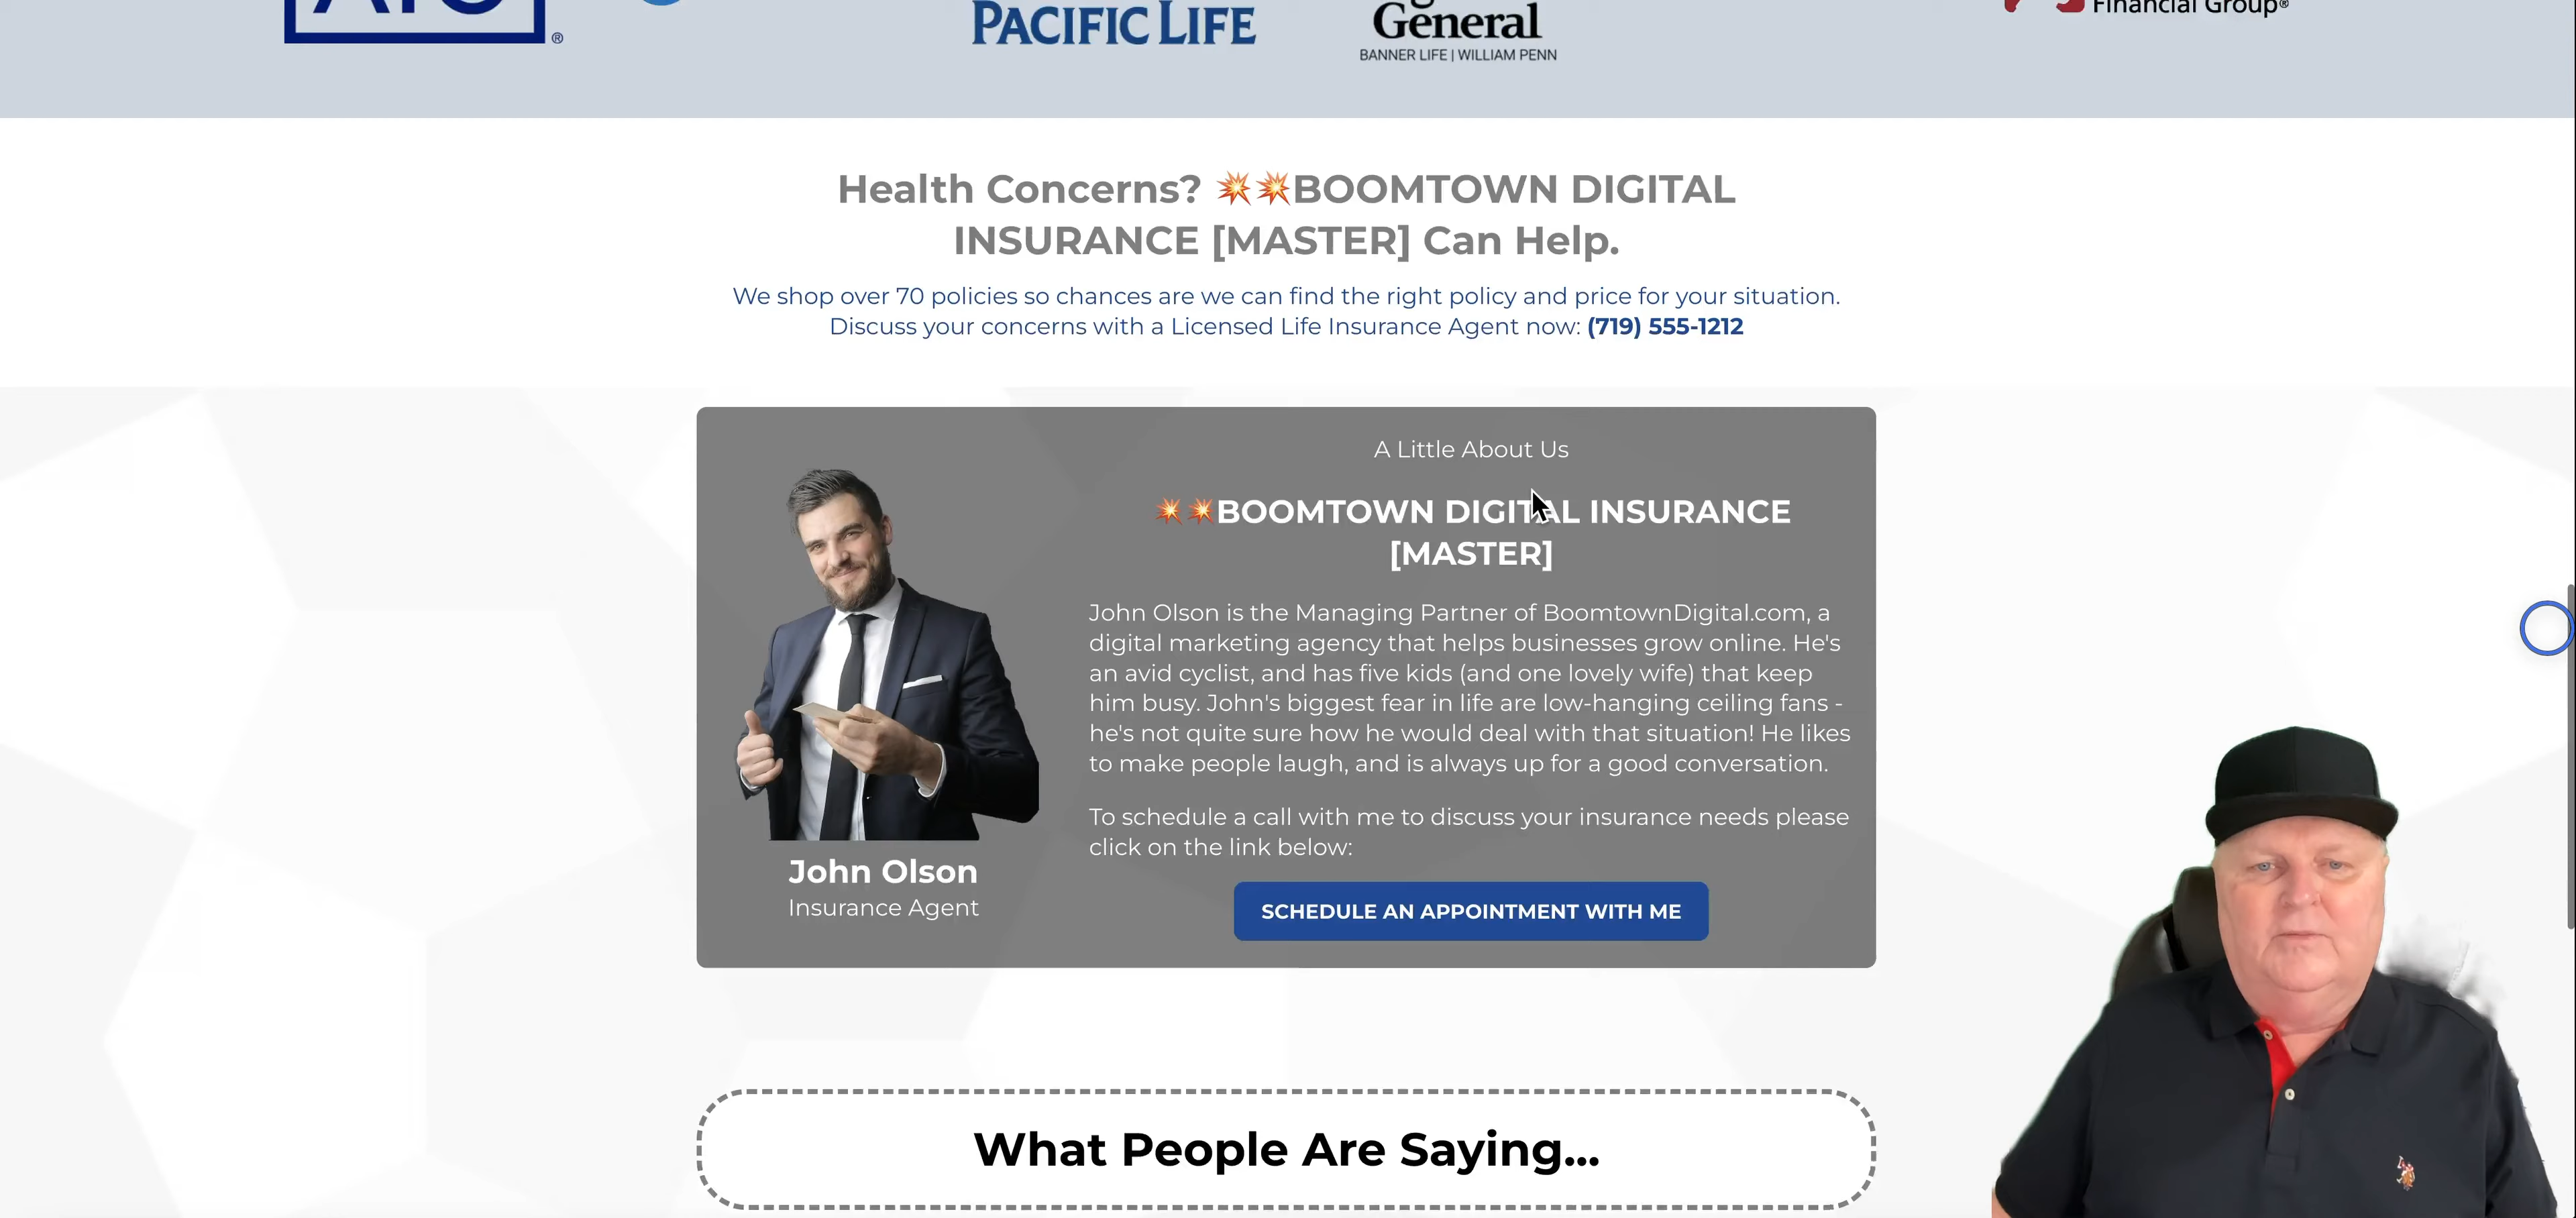 ®
PACIFIC LIFE
General
BANNER LIFE | WILLIAM PENN
Financial Group®
Health Concerns? 💥💥BOOMTOWN DIGITAL
INSURANCE [MASTER] Can Help.
We shop over 70 policies so chances are we can find the right policy and price for your situation.
Discuss your concerns with a Licensed Life Insurance Agent now: (719) 555-1212
A Little About Us
💥💥BOOMTOWN DIGITAL INSURANCE
[MASTER]
John Olson is the Managing Partner of BoomtownDigital.com, a
digital marketing agency that helps businesses grow online. He's
an avid cyclist, and has five kids (and one lovely wife) that keep
him busy. John's biggest fear in life are low-hanging ceiling fans -
he's not quite sure how he would deal with that situation! He likes
to make people laugh, and is always up for a good conversation.
To schedule a call with me to discuss your insurance needs please
click on the link below:
SCHEDULE AN APPOINTMENT WITH ME
John Olson
Insurance Agent
What People Are Saying...